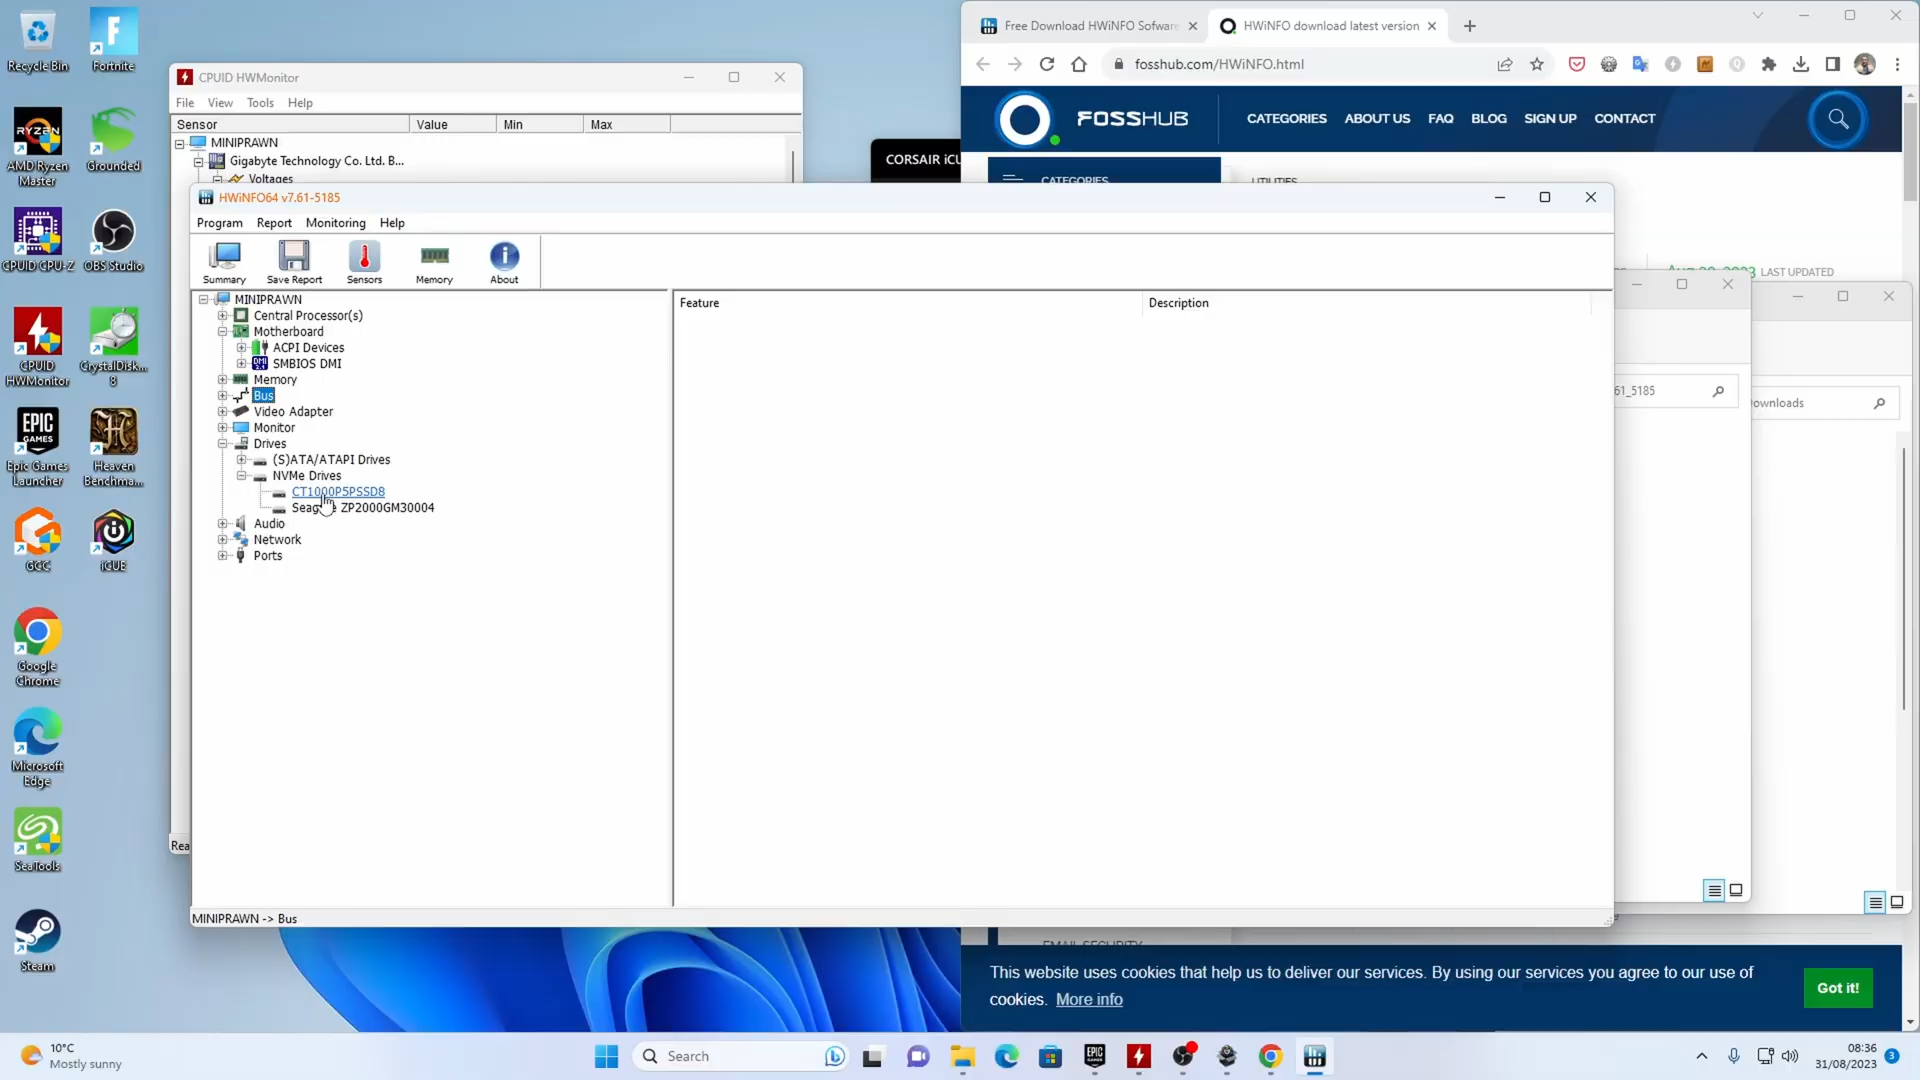 Recycle Bin
Fortnite
AMD Ryzen Master
Grounded
CPUID CPU-Z
OBS Studio
CPUID HWMonitor
CrystalDisk... 8
Epic Games Launcher
Heaven Benchma...
GCC
iCUE
Google Chrome
Microsoft Edge
SeaTools
Steam
CPUID HWMonitor
File View Tools Help
Sensor Value Min Max
MINIPRAWN
Gigabyte Technology Co. Ltd. B...
Voltages
Rea
CORSAIR iCU
Free Download HWiNFO Sofware
HWiNFO download latest version
fosshub.com/HWiNFO.html
FOSSHUB
CATEGORIES ABOUT US FAQ BLOG SIGN UP CONTACT
CATEGORIES
UTILITIES
LAST UPDATED
HWiNFO64 v7.61-5185
Program Report Monitoring Help
Summary Save Report Sensors Memory About
MINIPRAWN
Central Processor(s)
Motherboard
ACPI Devices
SMBIOS DMI
Memory
Bus
Video Adapter
Monitor
Drives
(S)ATA/ATAPI Drives
NVMe Drives
CT1000P5PSSD8
ZP2000GM30004
Audio
Network
Ports
Feature Description
MINIPRAWN -> Bus
61_5185
ownloads
EMAIL SECURITY
This website uses cookies that help us to deliver our services. By using our services you agree to our use of
cookies. More info
Got it!
10°C
Mostly sunny
Search
08:36
31/08/2023
3